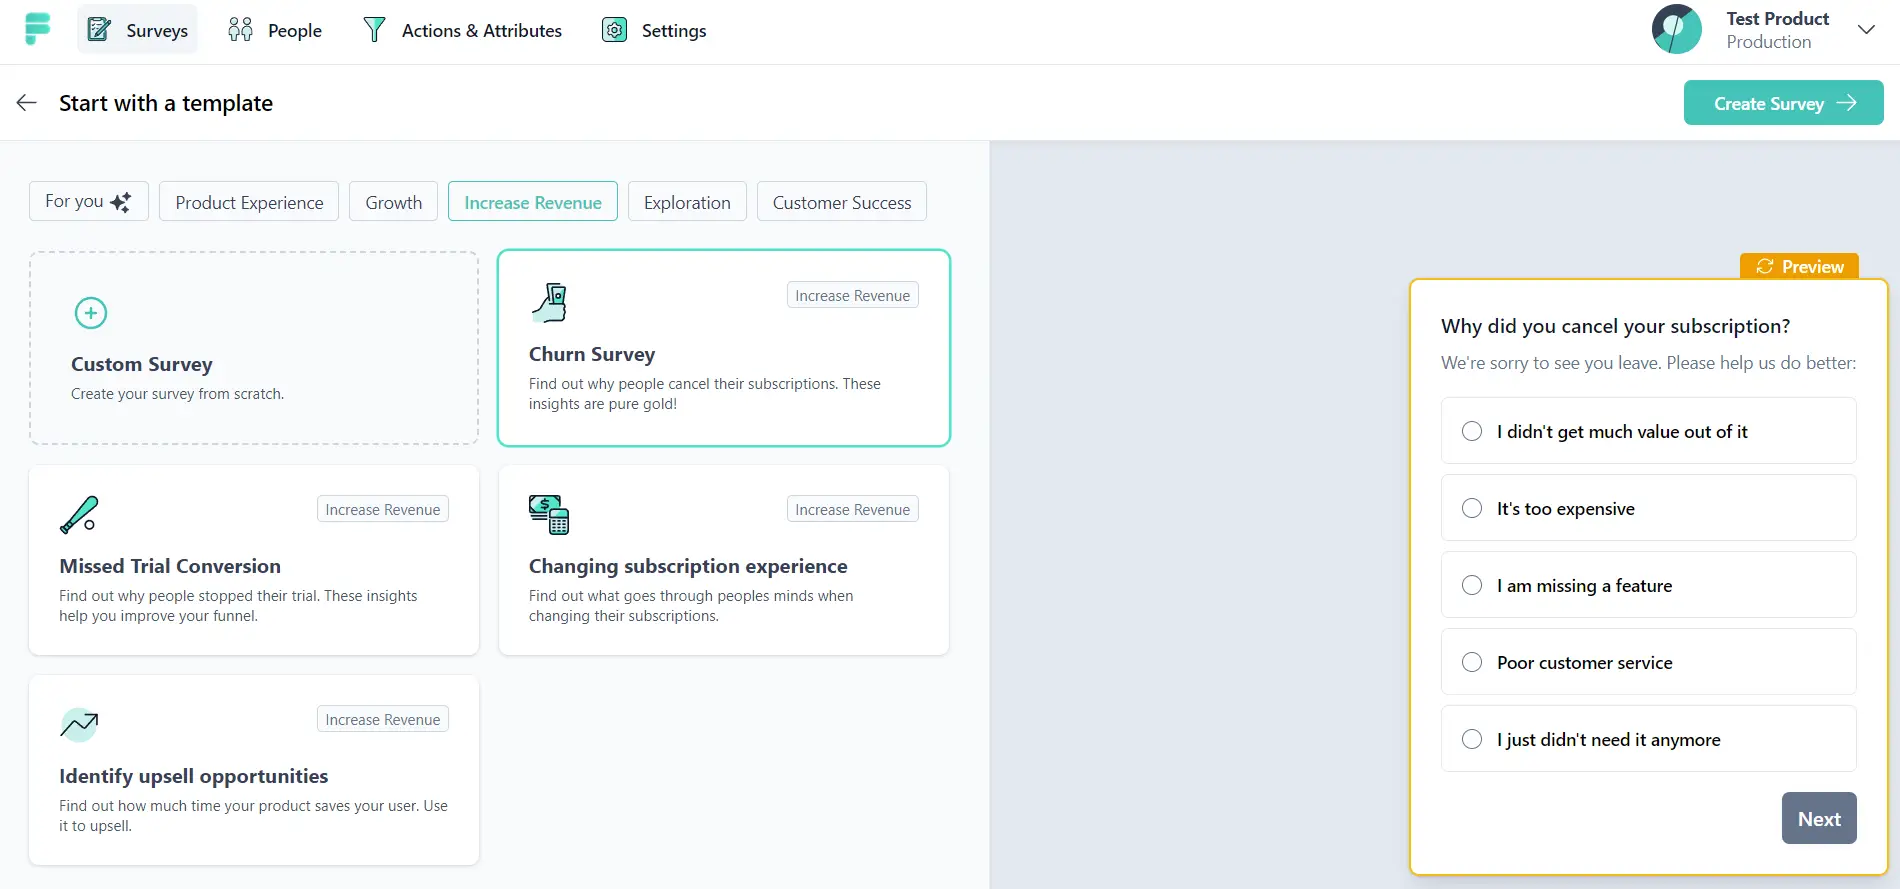 Surveys
People
Actions & Attributes
Settings
Test Product
Production
Start with a template
Create Survey
For you
Product Experience
Growth
Increase Revenue
Exploration
Customer Success
Custom Survey
Create your survey from scratch.
Increase Revenue
Churn Survey
Find out why people cancel their subscriptions. These
insights are pure gold!
Increase Revenue
Missed Trial Conversion
Find out why people stopped their trial. These insights
help you improve your funnel.
Increase Revenue
Changing subscription experience
Find out what goes through peoples minds when
changing their subscriptions.
Increase Revenue
Identify upsell opportunities
Find out how much time your product saves your user. Use
it to upsell.
Preview
Why did you cancel your subscription?
We're sorry to see you leave. Please help us do better:
I didn't get much value out of it
It's too expensive
I am missing a feature
Poor customer service
I just didn't need it anymore
Next